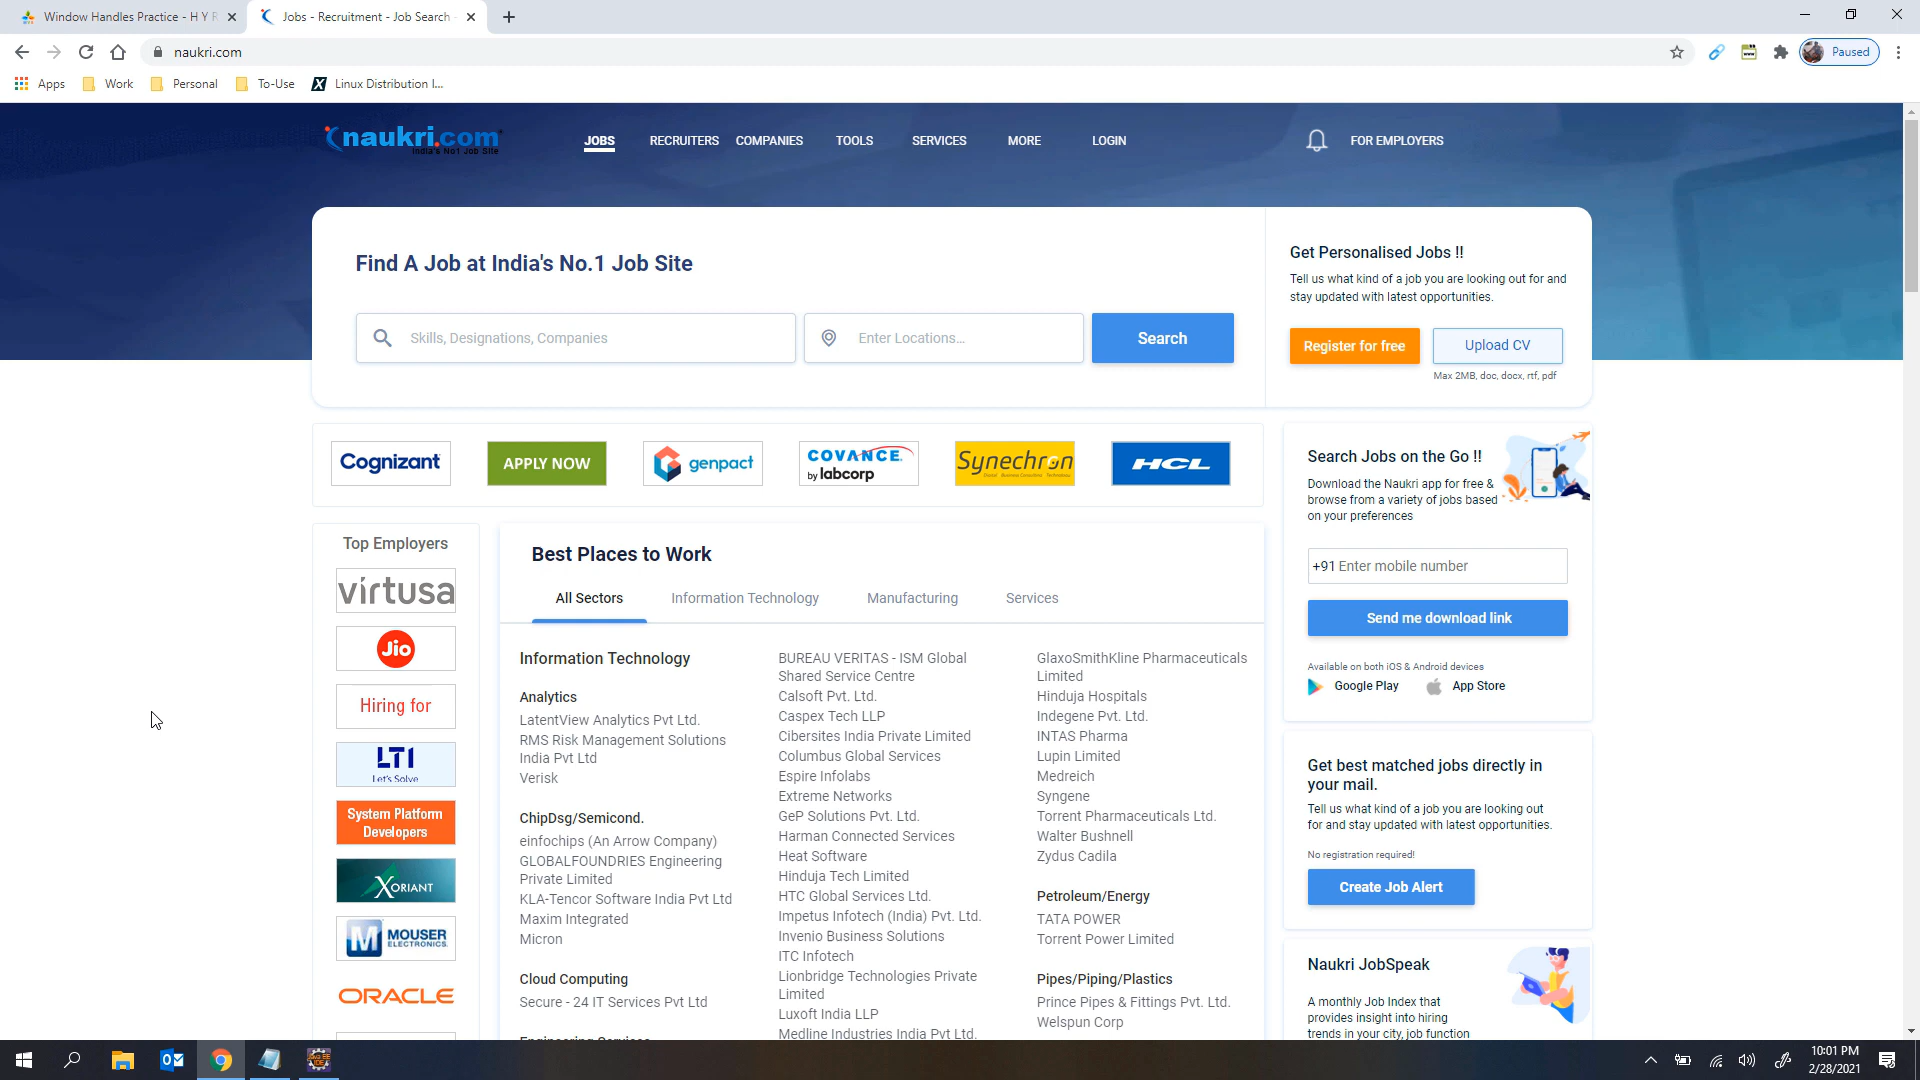 Window Handles Practice - H Y R
Jobs - Recruitment - Job Search -
naukri.com
Paused
Apps
Work
Personal
To-Use
Linux Distribution I...
naukri.com
India's No1 Job Site
JOBS
RECRUITERS
COMPANIES
TOOLS
SERVICES
MORE
LOGIN
FOR EMPLOYERS
Find A Job at India's No.1 Job Site
Skills, Designations, Companies
Enter Locations...
Search
Get Personalised Jobs !!
Tell us what kind of a job you are looking out for and
stay updated with latest opportunities.
Register for free
Upload CV
Max 2MB, doc, docx, rtf, pdf
Cognizant
APPLY NOW
genpact
COVANCE
by labcorp
Synechron
HCL
Search Jobs on the Go !!
Download the Naukri app for free &
browse from a variety of jobs based
on your preferences
+91 Enter mobile number
Send me download link
Available on both iOS & Android devices
Google Play
App Store
Top Employers
virtusa
Jio
Hiring for
LTI
Let's Solve
System Platform
Developers
XORIANT
M MOUSER
ELECTRONICS
ORACLE
Best Places to Work
All Sectors
Information Technology
Manufacturing
Services
Information Technology
Analytics
LatentView Analytics Pvt Ltd.
RMS Risk Management Solutions
India Pvt Ltd
Verisk
ChipDsg/Semicond.
einfochips (An Arrow Company)
GLOBALFOUNDRIES Engineering
Private Limited
KLA-Tencor Software India Pvt Ltd
Maxim Integrated
Micron
Cloud Computing
Secure - 24 IT Services Pvt Ltd
BUREAU VERITAS - ISM Global
Shared Service Centre
Calsoft Pvt. Ltd.
Caspex Tech LLP
Cibersites India Private Limited
Columbus Global Services
Espire Infolabs
Extreme Networks
GeP Solutions Pvt. Ltd.
Harman Connected Services
Heat Software
Hinduja Tech Limited
HTC Global Services Ltd.
Impetus Infotech (India) Pvt. Ltd.
Invenio Business Solutions
ITC Infotech
Lionbridge Technologies Private
Limited
Luxoft India LLP
Medline Industries India Pvt Ltd.
GlaxoSmithKline Pharmaceuticals
Limited
Hinduja Hospitals
Indegene Pvt. Ltd.
INTAS Pharma
Lupin Limited
Medreich
Syngene
Torrent Pharmaceuticals Ltd.
Walter Bushnell
Zydus Cadila
Petroleum/Energy
TATA POWER
Torrent Power Limited
Pipes/Piping/Plastics
Prince Pipes & Fittings Pvt. Ltd.
Welspun Corp
Get best matched jobs directly in
your mail.
Tell us what kind of a job you are looking out
for and stay updated with latest opportunities.
No registration required!
Create Job Alert
Naukri JobSpeak
A monthly Job Index that
provides insight into hiring
trends in your city, job function
10:01 PM
2/28/2021